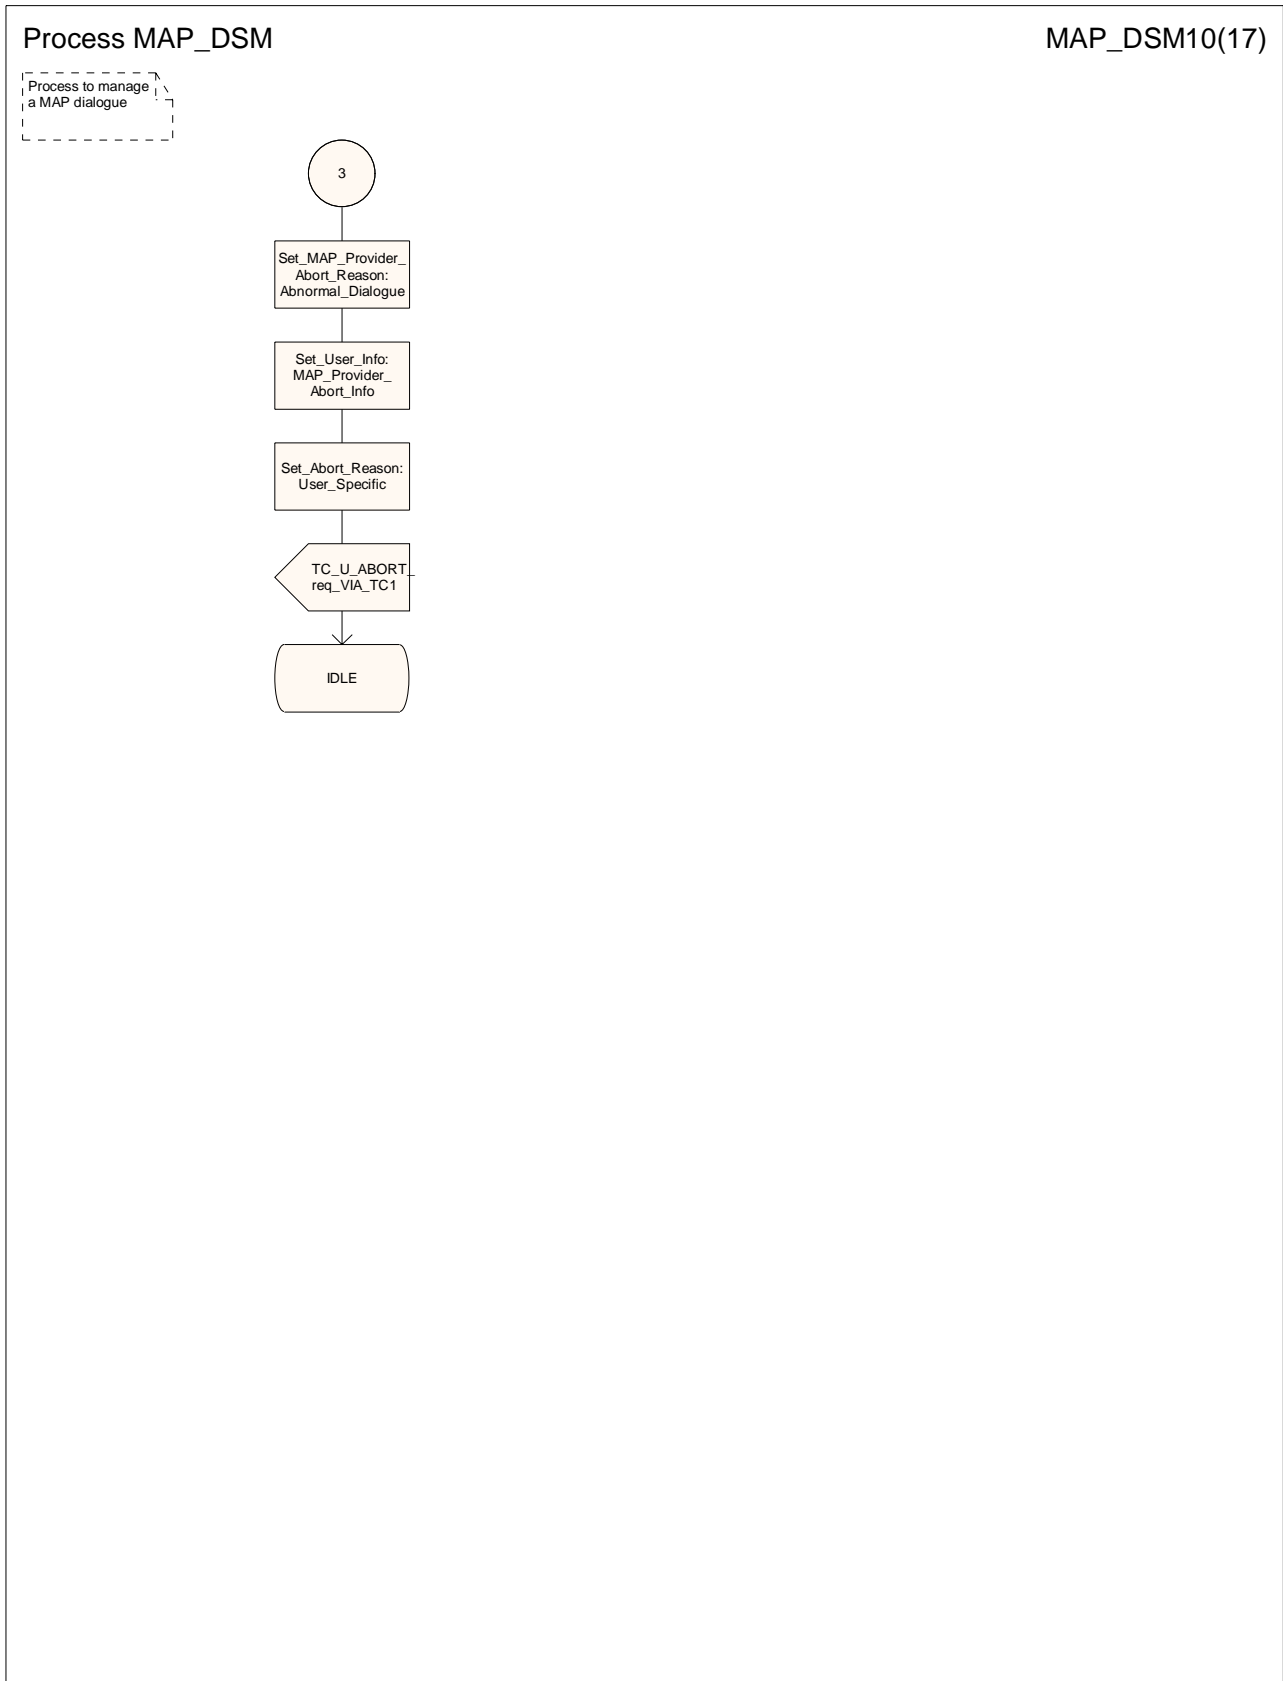 Process MAP_DSM
MAP_DSM10(17)
Process to manage
a MAP dialogue
3
Set_MAP_Provider_
Abort_Reason:
Abnormal_Dialogue
Set_User_Info:
MAP_Provider_
Abort_Info
Set_Abort_Reason:
User_Specific
TC_U_ABORT_
req_VIA_TC1
IDLE